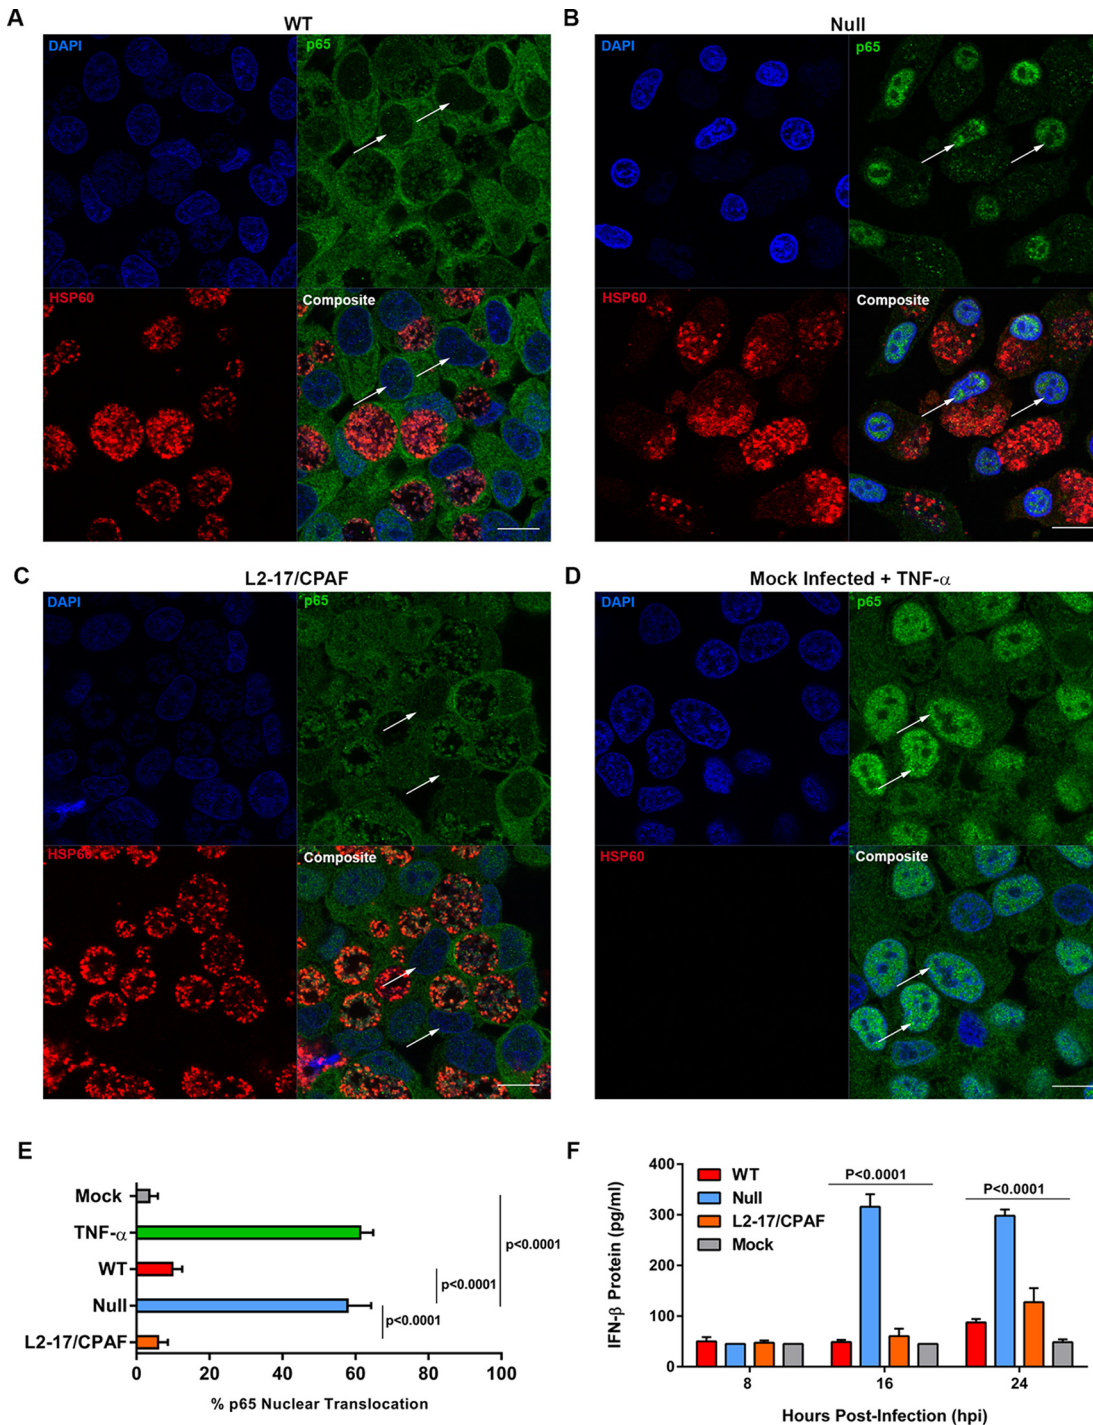 A
WT
DAPI
p65
HSP60
Composite
B
Null
DAPI
p65
HSP60
Composite
C
L2-17/CPAF
DAPI
p65
HSP60
Composite
D
Mock Infected + TNF-α
DAPI
p65
HSP60
Composite
E
Mock
TNF-α
WT
Null
L2-17/CPAF
p<0.0001
p<0.0001
p<0.0001
0 20 40 60 80 100
% p65 Nuclear Translocation
F
IFN-β Protein (pg/ml)
400
300
200
100
0
WT
Null
L2-17/CPAF
Mock
P<0.0001
P<0.0001
8 16 24
Hours Post-Infection (hpi)